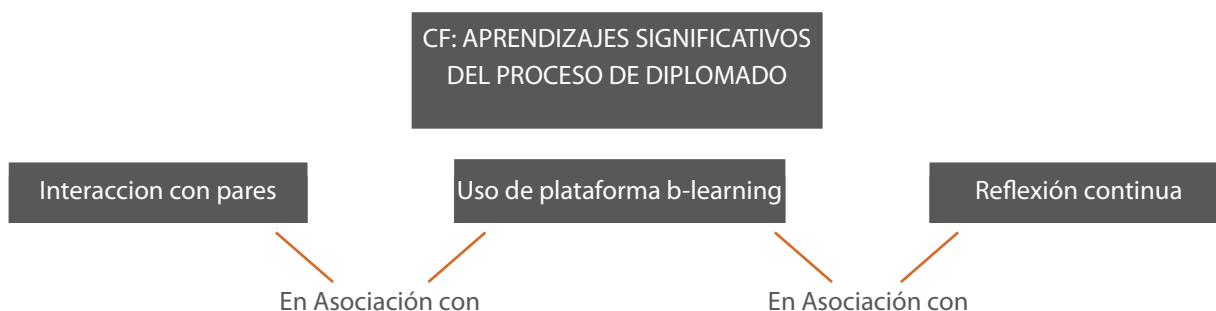 CF: APRENDIZAJES SIGNIFICATIVOS
DEL PROCESO DE DIPLOMADO
Interaccion con pares
Uso de plataforma b-learning
Reflexión continua
En Asociación con
En Asociación con